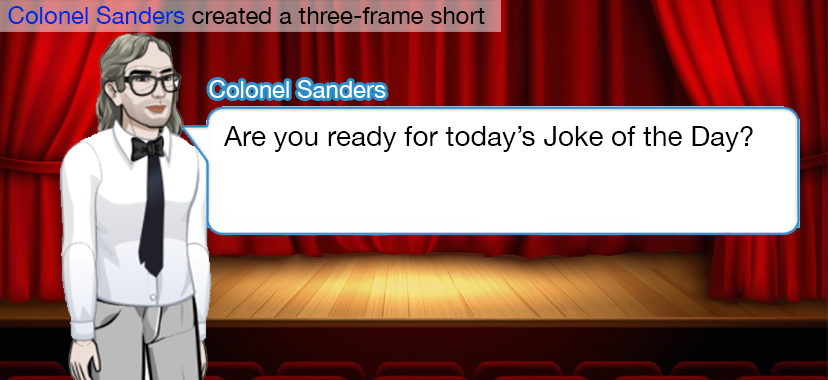 Colonel Sanders created a three-frame short
Colonel Sanders
Are you ready for today’s Joke of the Day?